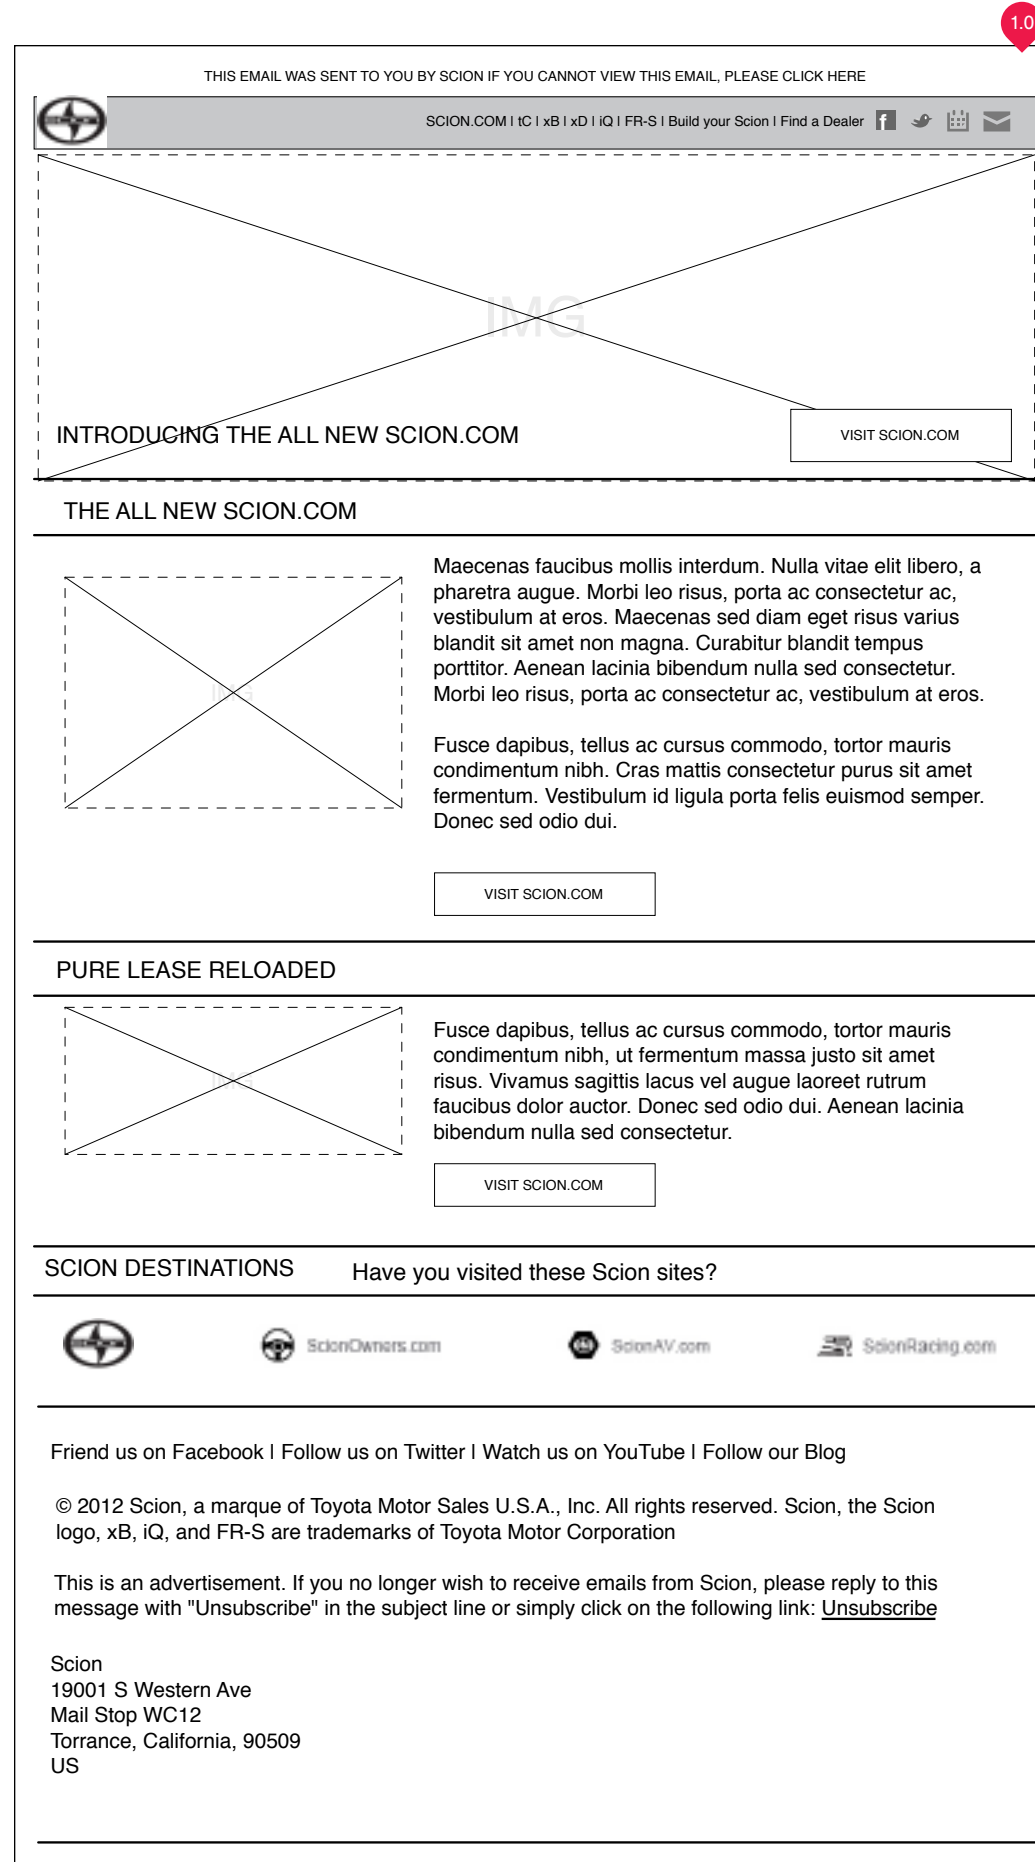 1.0
THIS EMAIL WAS SENT TO YOU BY SCION IF YOU CANNOT VIEW THIS EMAIL, PLEASE CLICK HERE
SCION.COM | tC | xB | xD | iQ | FR-S | Build your Scion | Find a Dealer
IMG
INTRODUCING THE ALL NEW SCION.COM
VISIT SCION.COM
THE ALL NEW SCION.COM
IMG
Maecenas faucibus mollis interdum. Nulla vitae elit libero, a
pharetra augue. Morbi leo risus, porta ac consectetur ac,
vestibulum at eros. Maecenas sed diam eget risus varius
blandit sit amet non magna. Curabitur blandit tempus
porttitor. Aenean lacinia bibendum nulla sed consectetur.
Morbi leo risus, porta ac consectetur ac, vestibulum at eros.
Fusce dapibus, tellus ac cursus commodo, tortor mauris
condimentum nibh. Cras mattis consectetur purus sit amet
fermentum. Vestibulum id ligula porta felis euismod semper.
Donec sed odio dui.
VISIT SCION.COM
PURE LEASE RELOADED
IMG
Fusce dapibus, tellus ac cursus commodo, tortor mauris
condimentum nibh, ut fermentum massa justo sit amet
risus. Vivamus sagittis lacus vel augue laoreet rutrum
faucibus dolor auctor. Donec sed odio dui. Aenean lacinia
bibendum nulla sed consectetur.
VISIT SCION.COM
SCION DESTINATIONS Have you visited these Scion sites?
ScionOwners.com ScionAV.com ScionRacing.com
Friend us on Facebook | Follow us on Twitter | Watch us on YouTube | Follow our Blog
© 2012 Scion, a marque of Toyota Motor Sales U.S.A., Inc. All rights reserved. Scion, the Scion
logo, xB, iQ, and FR-S are trademarks of Toyota Motor Corporation
This is an advertisement. If you no longer wish to receive emails from Scion, please reply to this
message with "Unsubscribe" in the subject line or simply click on the following link: Unsubscribe
Scion
19001 S Western Ave
Mail Stop WC12
Torrance, California, 90509
US